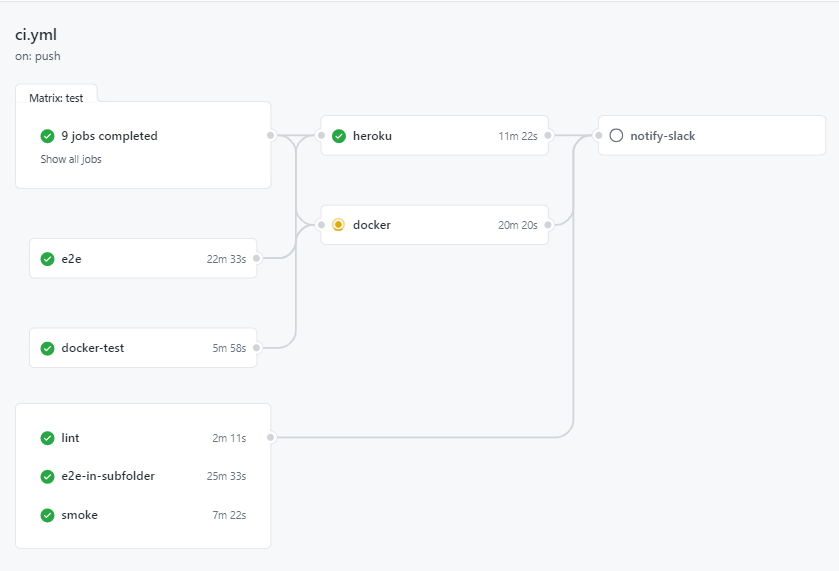 ci.yml
on: push
Matrix: test
9 jobs completed
Show all jobs
heroku 11m 22s
notify-slack
docker 20m 20s
e2e 22m 33s
docker-test 5m 58s
lint 2m 11s
e2e-in-subfolder 25m 33s
smoke 7m 22s